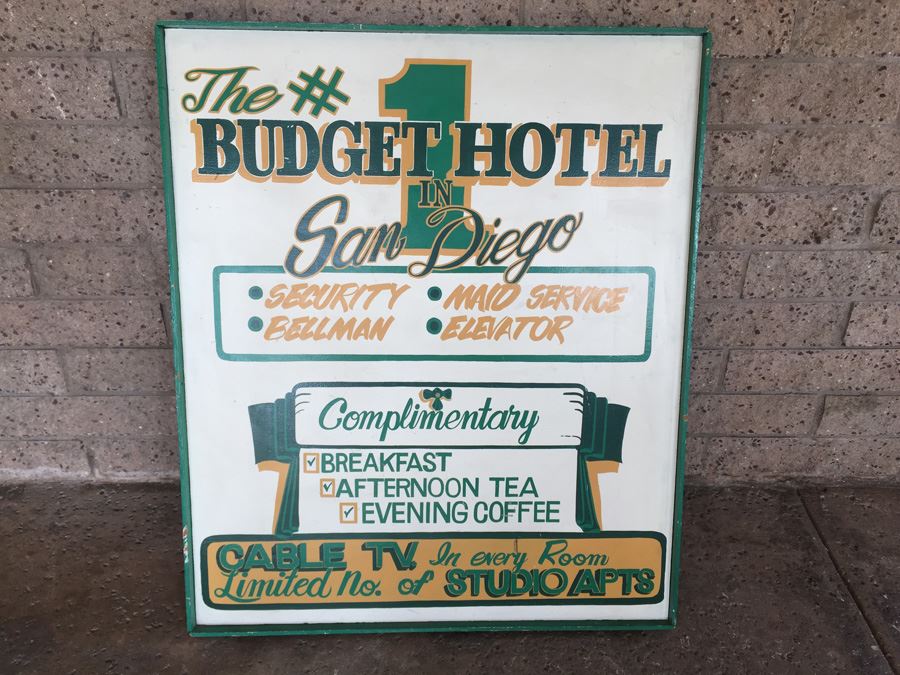 The # 1
BUDGET HOTEL
IN
San Diego
• SECURITY • MAID SERVICE
• BELLMAN • ELEVATOR
Complimentary
☑ BREAKFAST
☑ AFTERNOON TEA
☑ EVENING COFFEE
CABLE TV. In every Room
Limited No. of STUDIO APTS